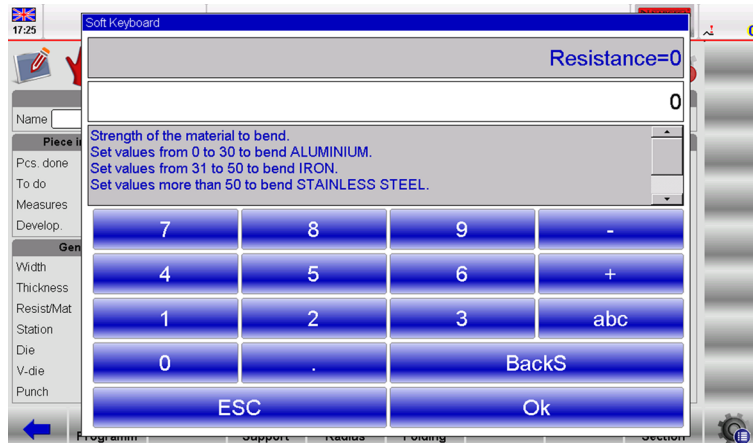 17:25
Soft Keyboard
Resistance=0
0
Strength of the material to bend.
Set values from 0 to 30 to bend ALUMINIUM.
Set values from 31 to 50 to bend IRON.
Set values more than 50 to bend STAINLESS STEEL.
Name
Piece
Pcs. done
To do
Measures
Develop.
Gen
Width
Thickness
Resist/Mat
Station
Die
V-die
Punch
7 8 9 -
4 5 6 +
1 2 3 abc
0 . BackS
ESC Ok
Programm Support Radius Folding Section